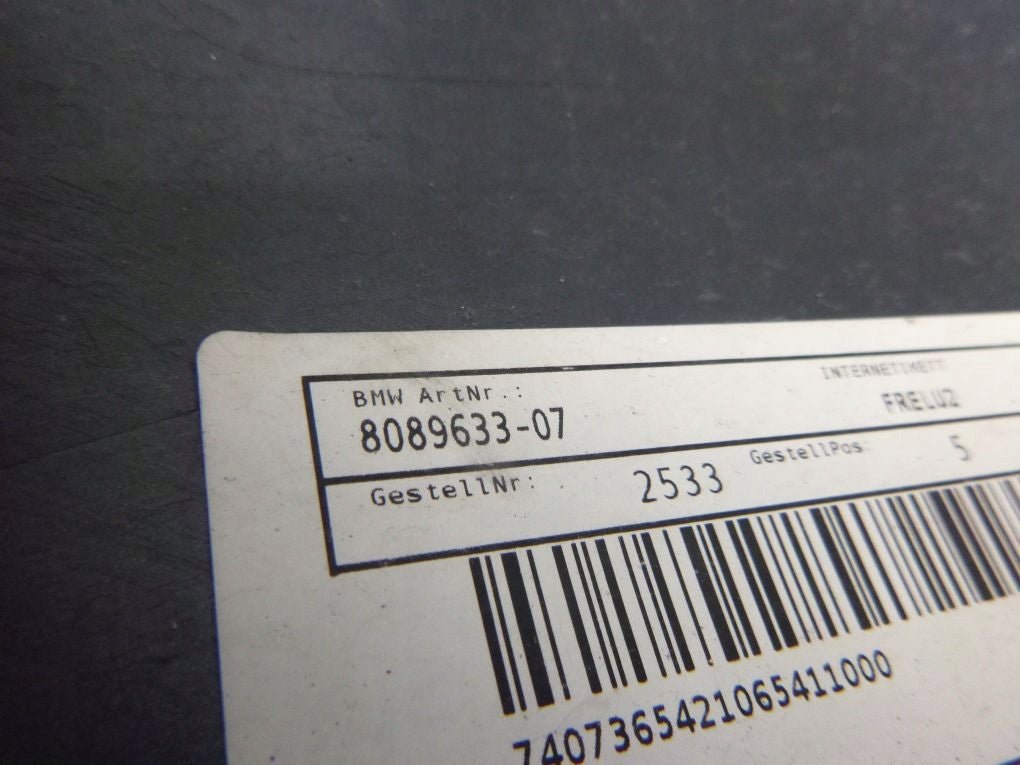 BMW ArtNr.:
INTERNETIKETT
8089633-07
FRELU2
GestellNr: 2533 GestellPos: 5
7407365421065411000